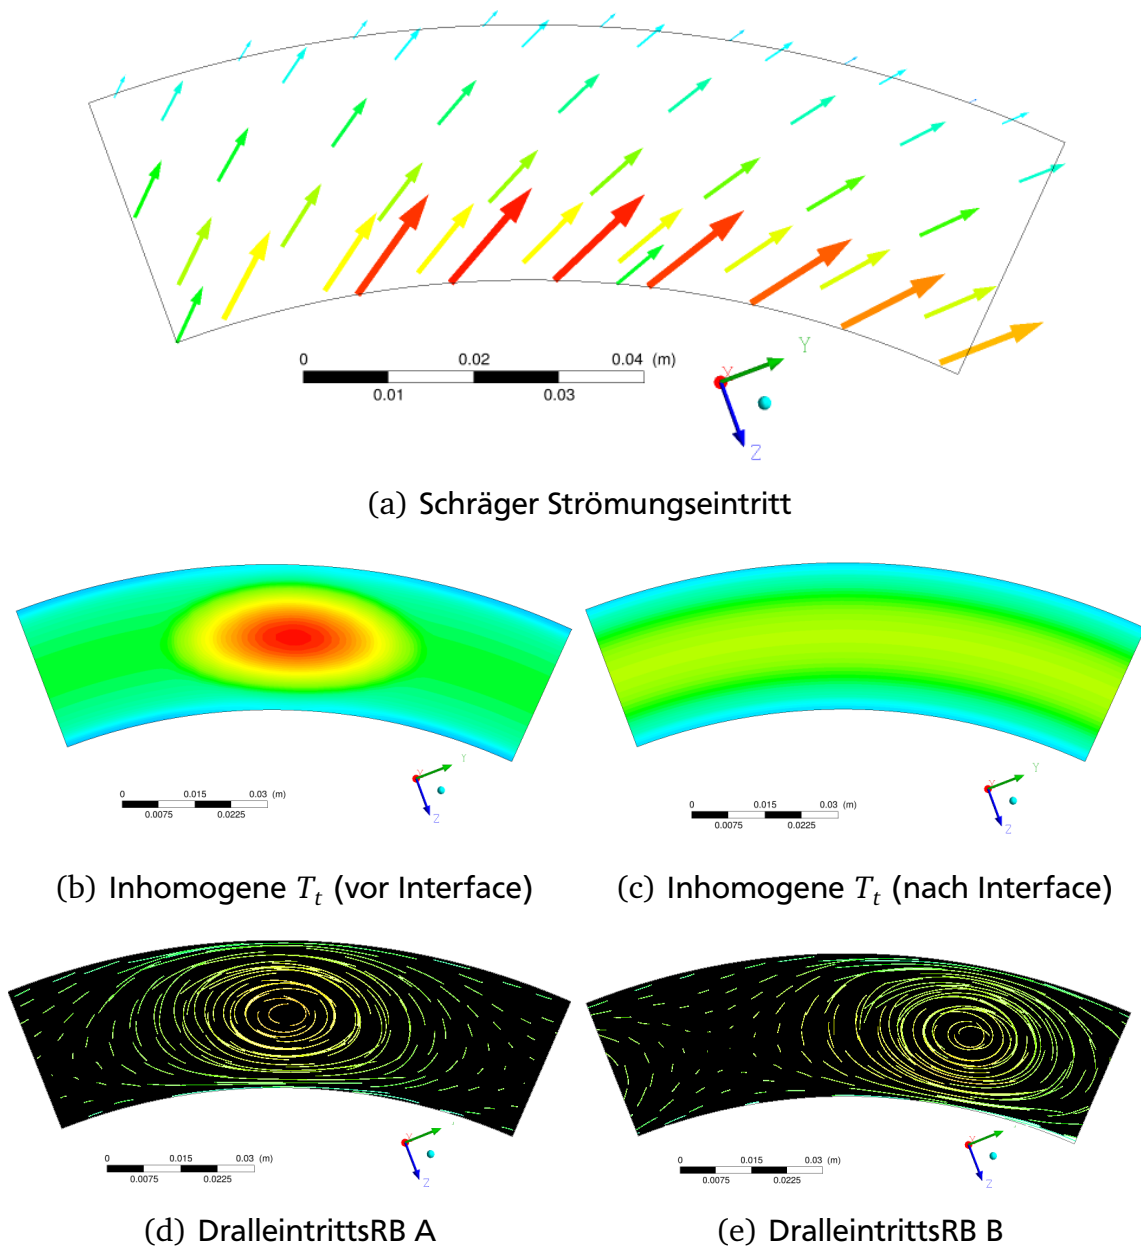 0 0.02 0.04 (m)
0.01 0.03
Y
Y
Z
(a) Schräger Strömungseintritt
Y
Y
Z
0 0.015 0.03 (m)
0.0075 0.0225
Y
Y
Z
0 0.015 0.03 (m)
0.0075 0.0225
(b) Inhomogene T_t (vor Interface)
(c) Inhomogene T_t (nach Interface)
Z
0 0.015 0.03 (m)
0.0075 0.0225
Z
0 0.015 0.03 (m)
0.0075 0.0225
(d) DralleintrittsRB A
(e) DralleintrittsRB B